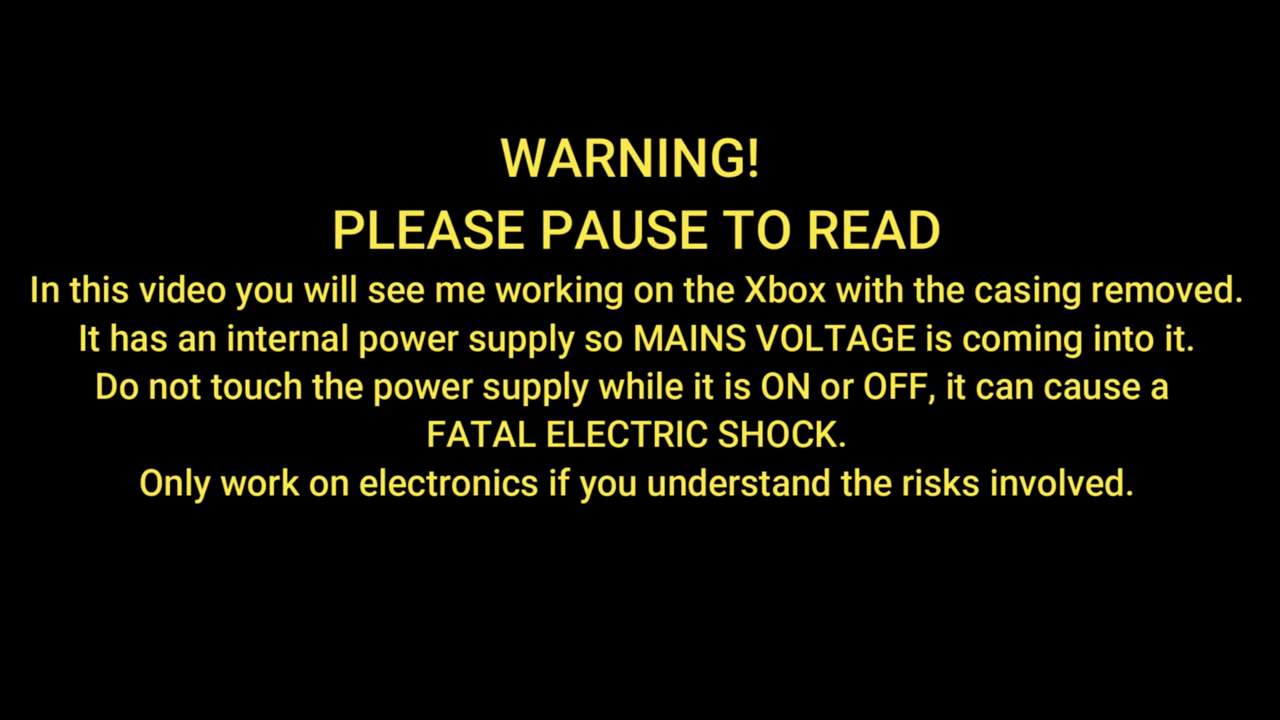 WARNING!
PLEASE PAUSE TO READ
In this video you will see me working on the Xbox with the casing removed.
It has an internal power supply so MAINS VOLTAGE is coming into it.
Do not touch the power supply while it is ON or OFF, it can cause a
FATAL ELECTRIC SHOCK.
Only work on electronics if you understand the risks involved.